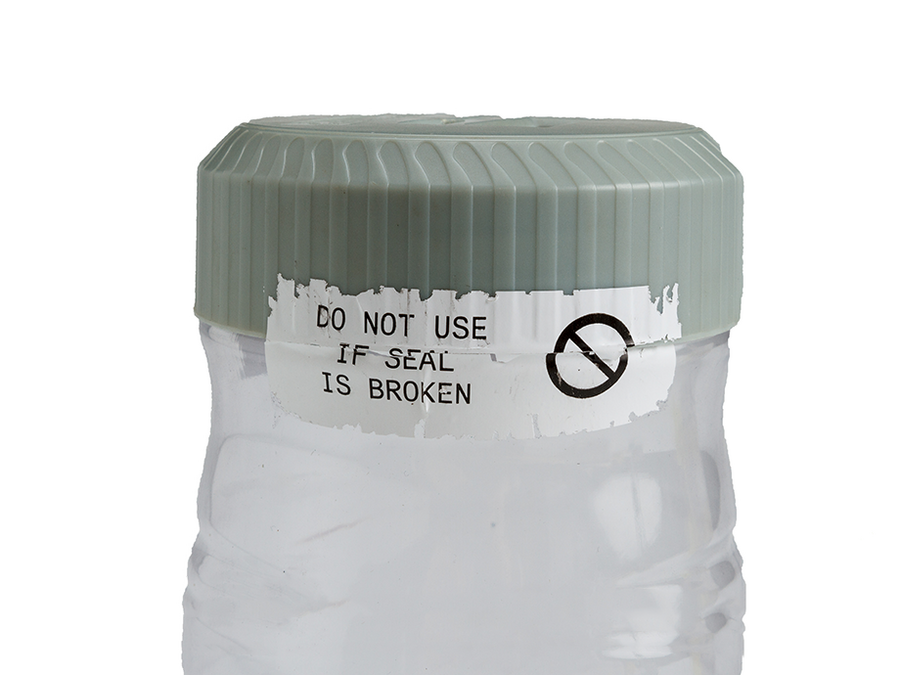 DO NOT USE
IF SEAL
IS BROKEN